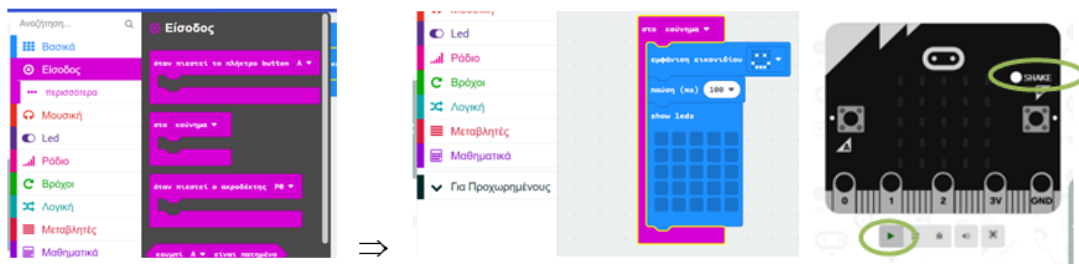 Αναζήτηση...
Βασικά
Είσοδος
περισσότερα
Μουσική
Led
Ράδιο
Βρόχοι
Λογική
Μεταβλητές
Μαθηματικά
Είσοδος
όταν πιεστεί το πλήκτρο button A
στο κούνημα
όταν πιεστεί ο ακροδέκτης P0
κουμπί A είναι πατημένο
⇒
Μουσική
Led
Ράδιο
Βρόχοι
Λογική
Μεταβλητές
Μαθηματικά
Για Προχωρημένους
στο κούνημα
εμφάνιση εικονιδίου
παύση (ms) 100
show leds
SHAKE
0 1 2 3V GND